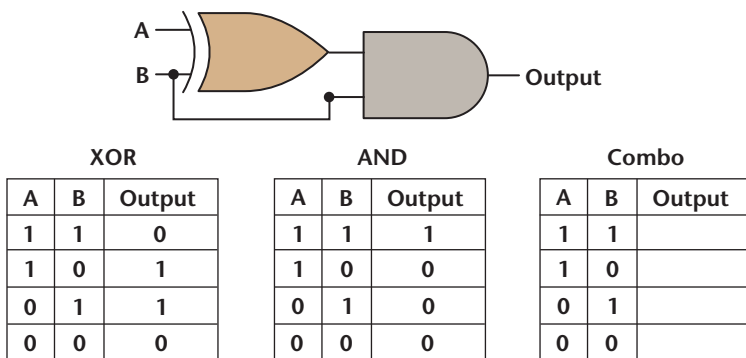 A
B
Output
XOR
A B Output
1 1 0
1 0 1
0 1 1
0 0 0
AND
A B Output
1 1 1
1 0 0
0 1 0
0 0 0
Combo
A B Output
1 1
1 0
0 1
0 0